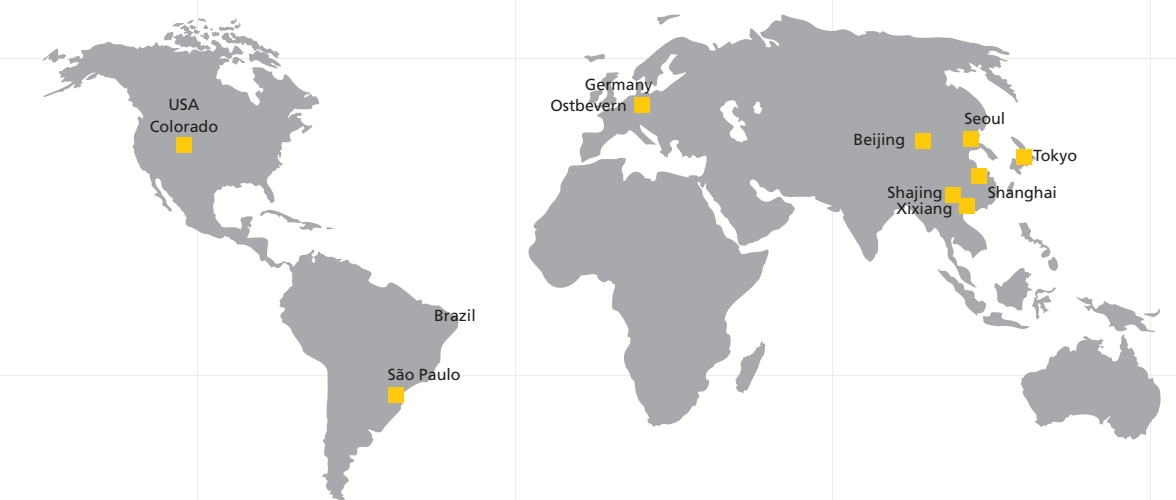 USA
Colorado
Germany
Ostbevern
Beijing
Seoul
Tokyo
Shajing
Shanghai
Xixiang
Brazil
São Paulo